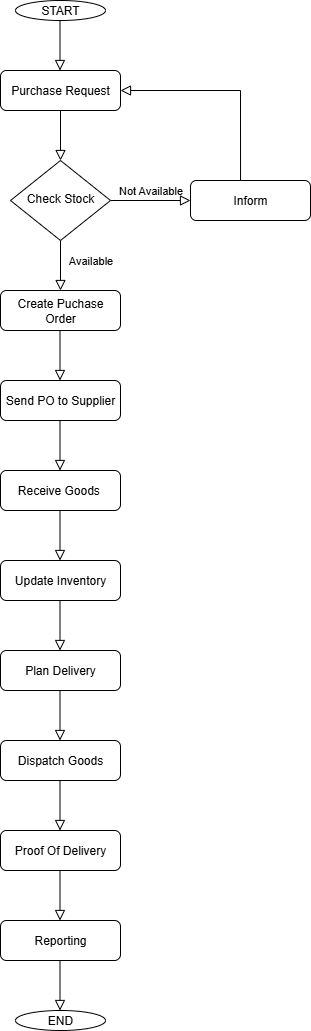 START
Purchase Request
Check Stock
Not Available
Inform
Available
Create Puchase
Order
Send PO to Supplier
Receive Goods
Update Inventory
Plan Delivery
Dispatch Goods
Proof Of Delivery
Reporting
END